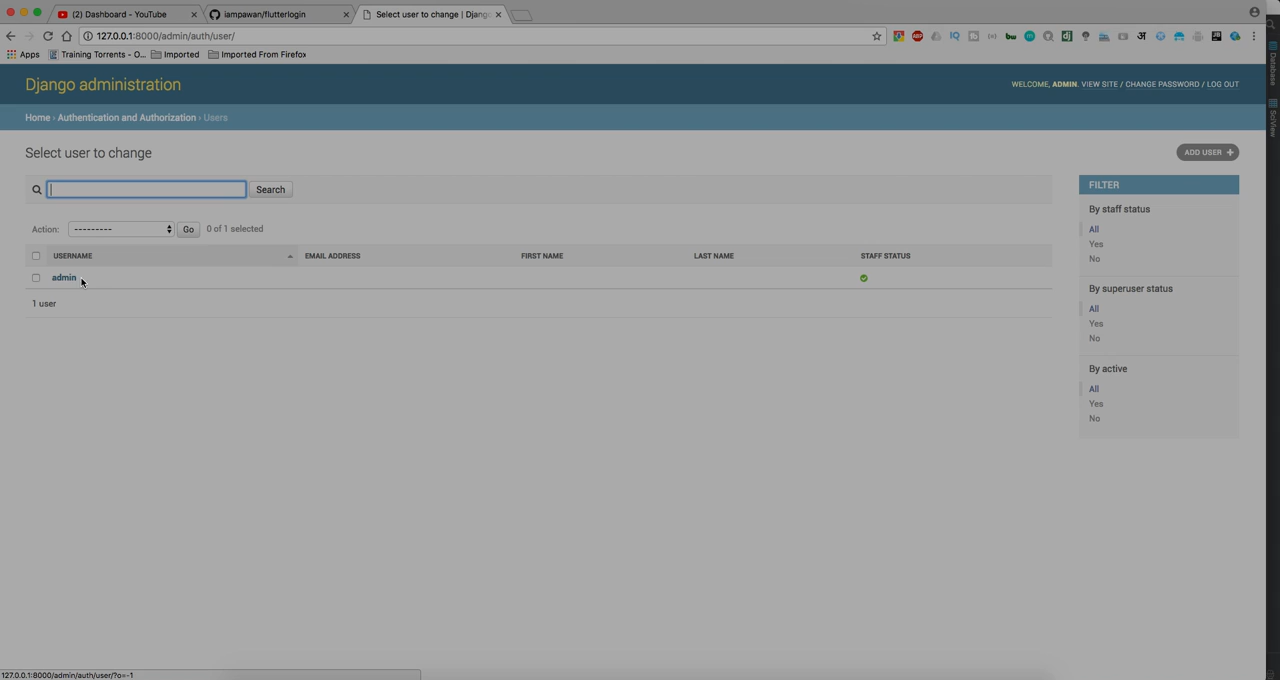 (2) Dashboard - YouTube
iampawan/flutterlogin
Select user to change | Djang
127.0.0.1:8000/admin/auth/user/
Apps
Training Torrents - O...
Imported
Imported From Firefox
Django administration
WELCOME, ADMIN. VIEW SITE / CHANGE PASSWORD / LOG OUT
Home › Authentication and Authorization › Users
Select user to change
ADD USER +
Search
Action: --------- Go 0 of 1 selected
USERNAME EMAIL ADDRESS FIRST NAME LAST NAME STAFF STATUS
admin
1 user
FILTER
By staff status
All
Yes
No
By superuser status
All
Yes
No
By active
All
Yes
No
Database
SciView
127.0.0.1:8000/admin/auth/user/?o=-1